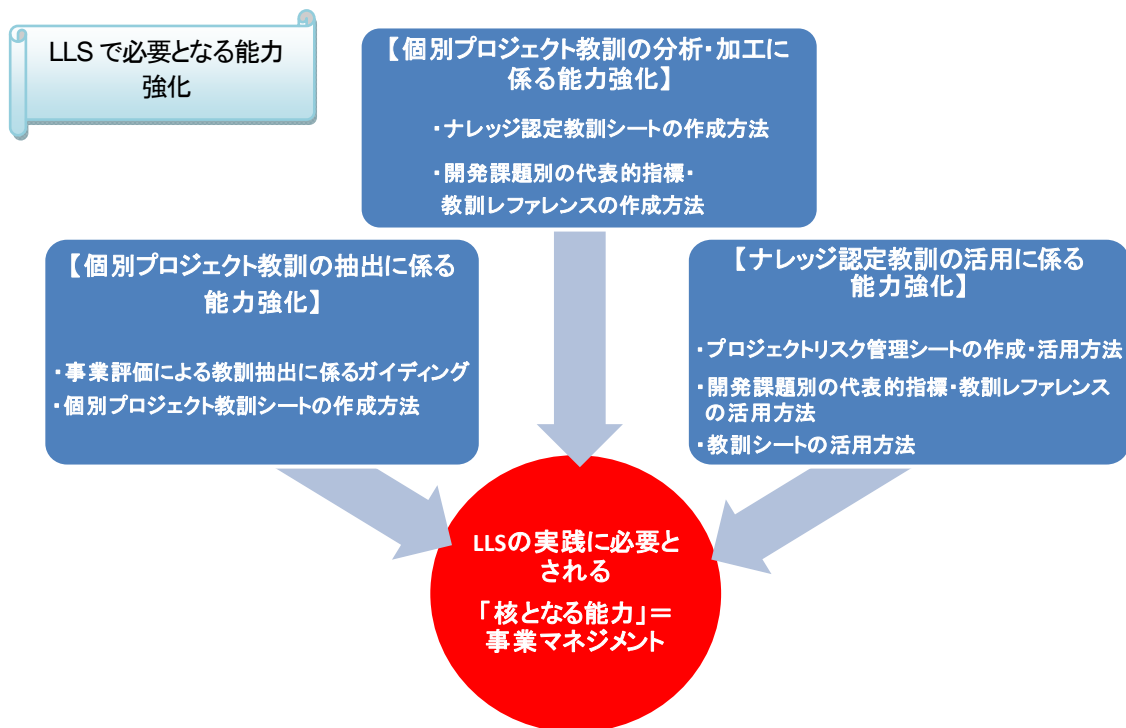 LLS で必要となる能力
強化
【個別プロジェクト教訓の分析・加工に
係る能力強化】
・ナレッジ認定教訓シートの作成方法
・開発課題別の代表的指標・
教訓レファレンスの作成方法
【個別プロジェクト教訓の抽出に係る
能力強化】
・事業評価による教訓抽出に係るガイディング
・個別プロジェクト教訓シートの作成方法
【ナレッジ認定教訓の活用に係る
能力強化】
・プロジェクトリスク管理シートの作成・活用方法
・開発課題別の代表的指標・教訓レファレンス
の活用方法
・教訓シートの活用方法
LLSの実践に必要と
される
「核となる能力」＝
事業マネジメント